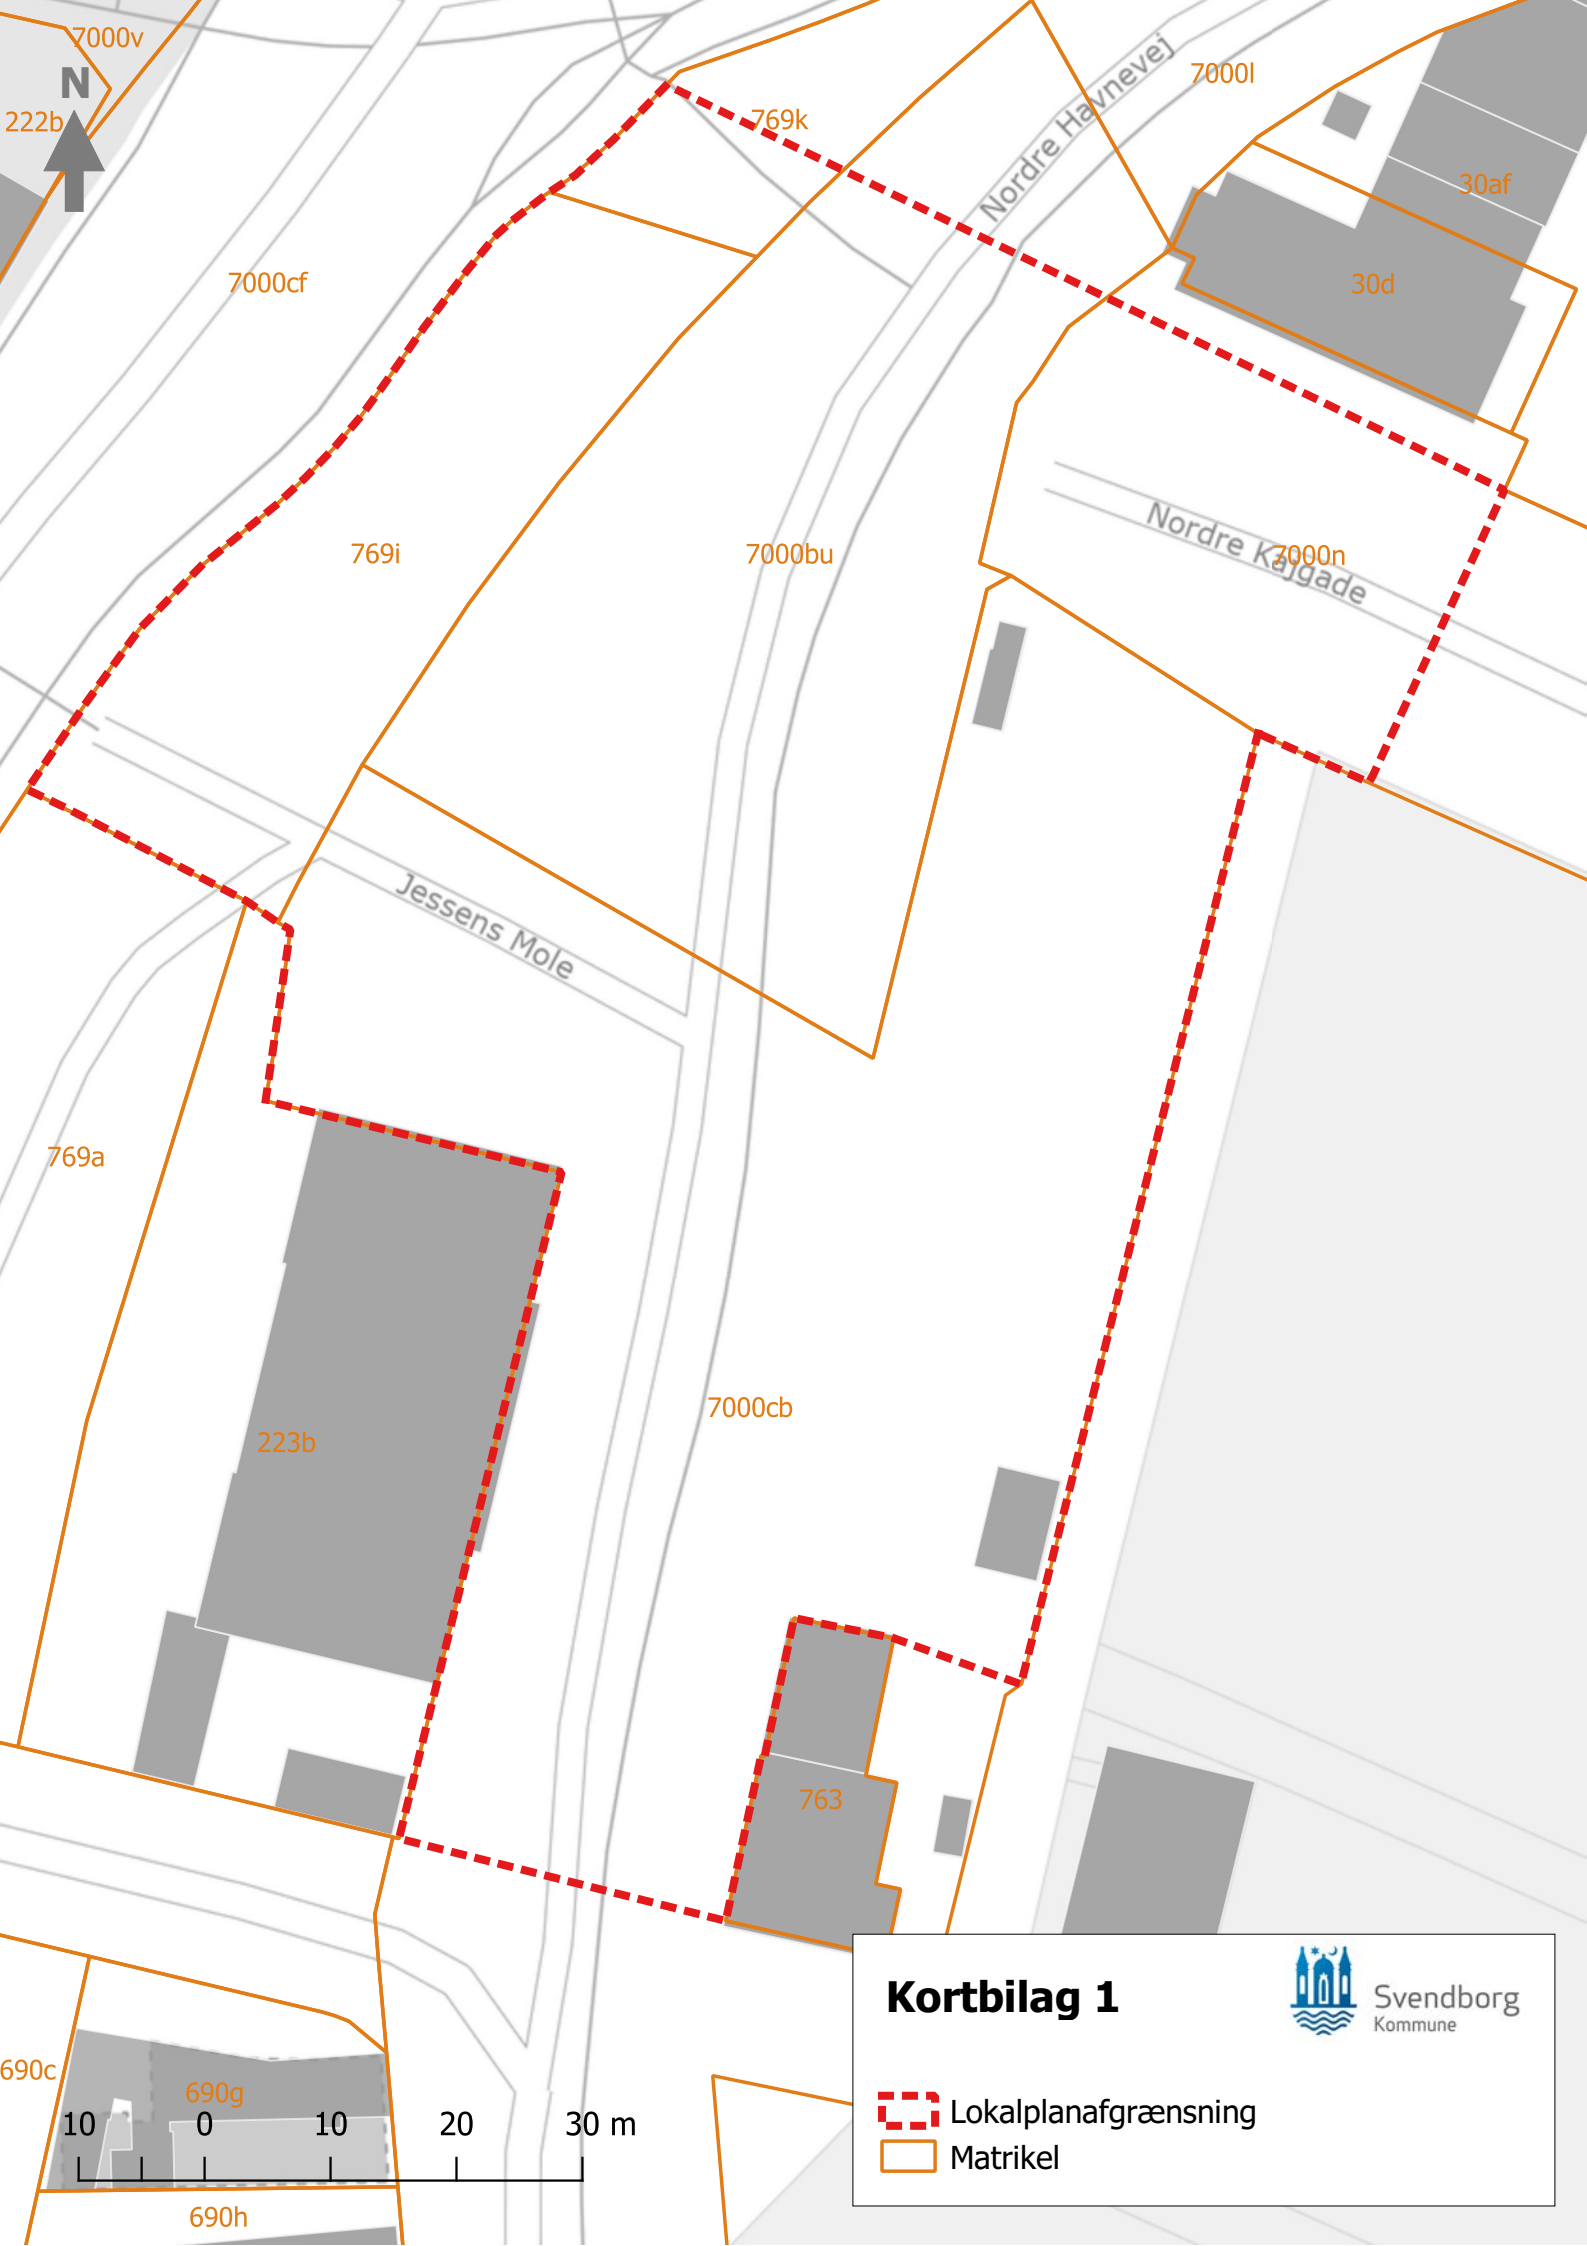 7000v
N
222b
769k
Nordre Havnevej
7000l
30af
30d
7000cf
769i
7000bu
Nordre Kajgade
7000n
Jessens Mole
769a
7000cb
223b
763
690c
690g
10 0 10 20 30 m
690h
Kortbilag 1
Svendborg
Kommune
Lokalplanafgrænsning
Matrikel